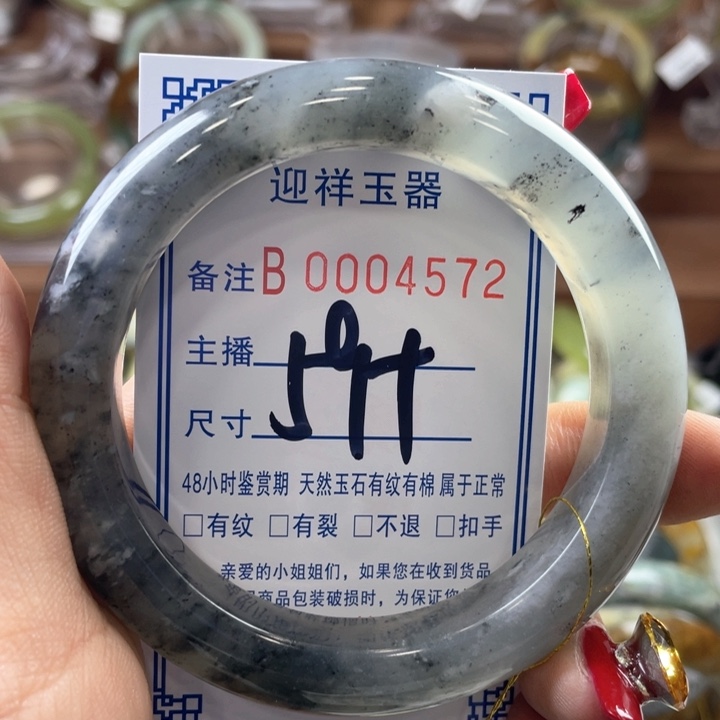 迎祥玉器
备注 B 0004572
主播
尺寸
48小时鉴赏期 天然玉石有纹有棉 属于正常
□有纹 □有裂 □不退 □扣手
亲爱的小姐姐们，如果您在收到货品
商品包装破损时，为保证您